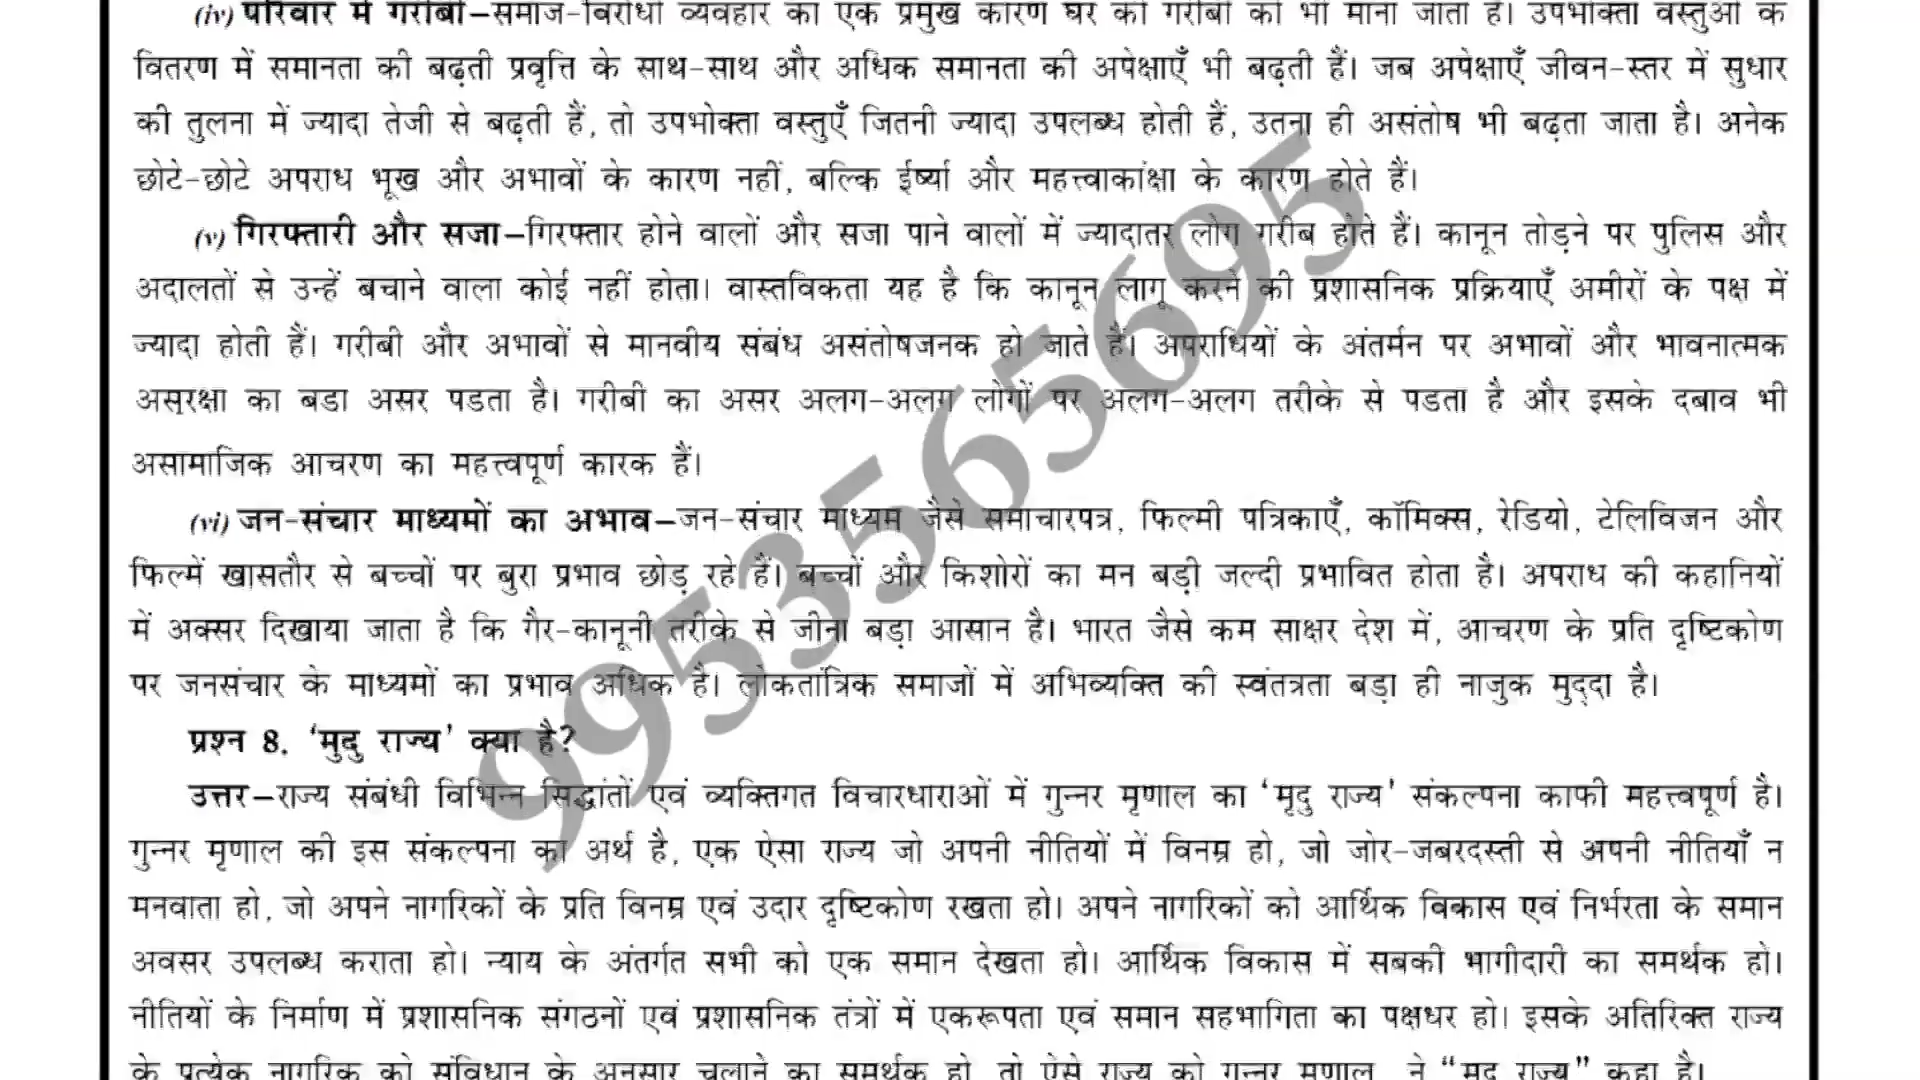 (iv) परिवार में गरीबी–समाज-विरोधी व्यवहार का एक प्रमुख कारण घर की गरीबी को भी माना जाता है। उपभोक्ता वस्तुओं के
वितरण में समानता की बढ़ती प्रवृत्ति के साथ-साथ और अधिक समानता की अपेक्षाएँ भी बढ़ती हैं। जब अपेक्षाएँ जीवन-स्तर में सुधार
की तुलना में ज्यादा तेजी से बढ़ती हैं, तो उपभोक्ता वस्तुएँ जितनी ज्यादा उपलब्ध होती हैं, उतना ही असंतोष भी बढ़ता जाता है। अनेक
छोटे-छोटे अपराध भूख और अभावों के कारण नहीं, बल्कि ईर्ष्या और महत्त्वाकांक्षा के कारण होते हैं।
(v) गिरफ्तारी और सजा–गिरफ्तार होने वालों और सजा पाने वालों में ज्यादातर लोग गरीब होते हैं। कानून तोड़ने पर पुलिस और
अदालतों से उन्हें बचाने वाला कोई नहीं होता। वास्तविकता यह है कि कानून लागू करने की प्रशासनिक प्रक्रियाएँ अमीरों के पक्ष में
ज्यादा होती हैं। गरीबी और अभावों से मानवीय संबंध असंतोषजनक हो जाते हैं। अपराधियों के अंतर्मन पर अभावों और भावनात्मक
असुरक्षा का बडा असर पडता है। गरीबी का असर अलग-अलग लोगों पर अलग-अलग तरीके से पडता है और इसके दबाव भी
असामाजिक आचरण का महत्त्वपूर्ण कारक हैं।
(vi) जन-संचार माध्यमों का अभाव–जन-संचार माध्यम जैसे समाचारपत्र, फिल्मी पत्रिकाएँ, कॉमिक्स, रेडियो, टेलिविजन और
फिल्में खासतौर से बच्चों पर बुरा प्रभाव छोड़ रहे हैं। बच्चों और किशोरों का मन बड़ी जल्दी प्रभावित होता है। अपराध की कहानियों
में अक्सर दिखाया जाता है कि गैर-कानूनी तरीके से जीना बड़ा आसान है। भारत जैसे कम साक्षर देश में, आचरण के प्रति दृष्टिकोण
पर जनसंचार के माध्यमों का प्रभाव अधिक है। लोकतांत्रिक समाजों में अभिव्यक्ति की स्वंतत्रता बड़ा ही नाजुक मुद्दा है।
प्रश्न 8. ‘मुदु राज्य’ क्या है?
उत्तर–राज्य संबंधी विभिन्न सिद्धांतों एवं व्यक्तिगत विचारधाराओं में गुन्नर मृणाल का ‘मृदु राज्य’ संकल्पना काफी महत्त्वपूर्ण है।
गुन्नर मृणाल की इस संकल्पना का अर्थ है, एक ऐसा राज्य जो अपनी नीतियों में विनम्र हो, जो जोर-जबरदस्ती से अपनी नीतियाँ न
मनवाता हो, जो अपने नागरिकों के प्रति विनम्र एवं उदार दृष्टिकोण रखता हो। अपने नागरिकों को आर्थिक विकास एवं निर्भरता के समान
अवसर उपलब्ध कराता हो। न्याय के अंतर्गत सभी को एक समान देखता हो। आर्थिक विकास में सबकी भागीदारी का समर्थक हो।
नीतियों के निर्माण में प्रशासनिक संगठनों एवं प्रशासनिक तंत्रों में एकरूपता एवं समान सहभागिता का पक्षधर हो। इसके अतिरिक्त राज्य
के प्रत्येक नागरिक को संविधान के अनुसार चलाने का समर्थक हो, तो ऐसे राज्य को गुन्नर मृणाल ने “मृदु राज्य” कहा है।
9953565695